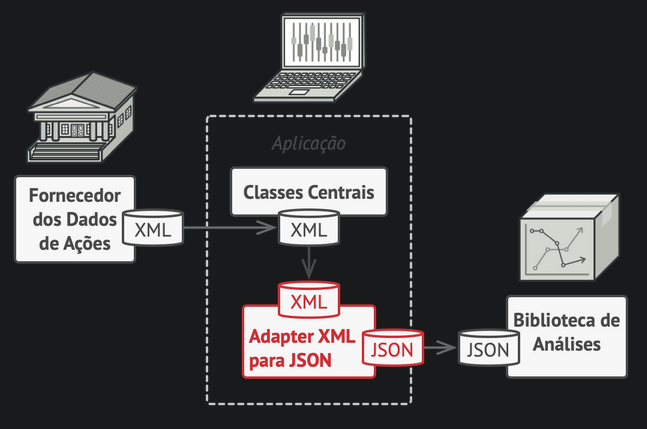 Aplicação
Fornecedor
dos Dados
de Ações
XML
Classes Centrais
XML
XML
Adapter XML
para JSON
JSON
JSON
Biblioteca de
Análises